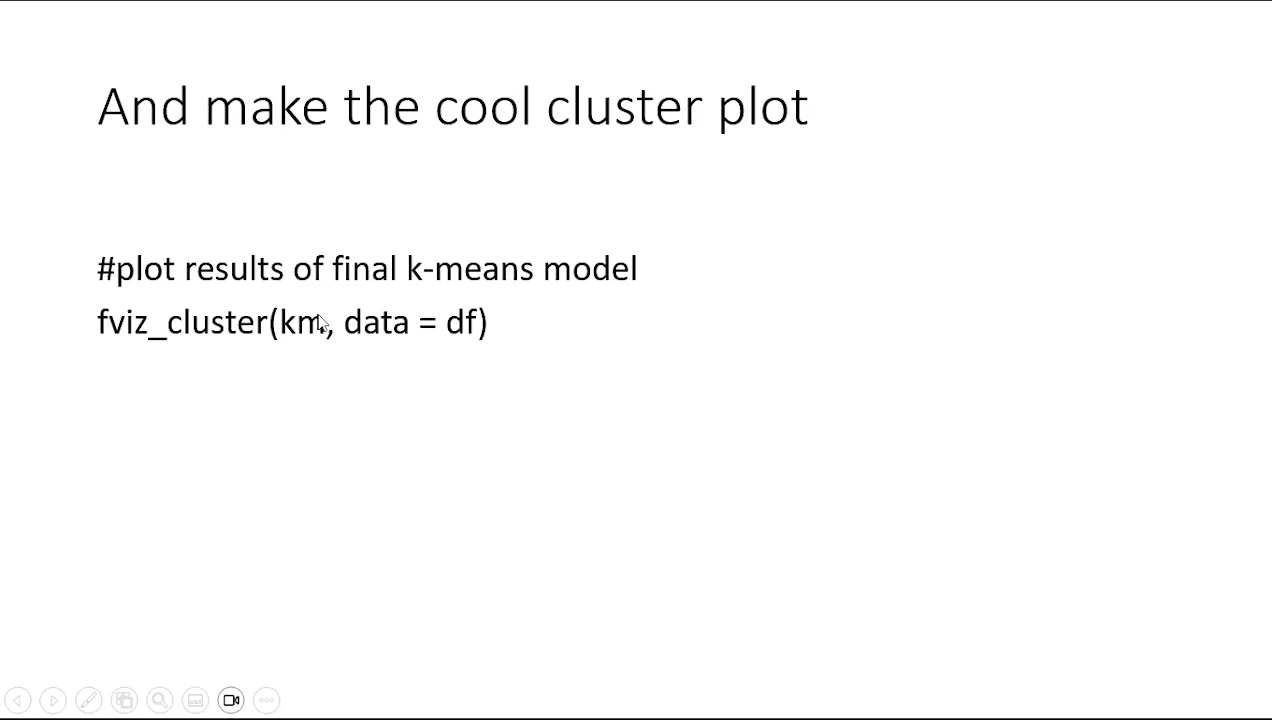 And make the cool cluster plot
#plot results of final k-means model
fviz_cluster(km, data = df)